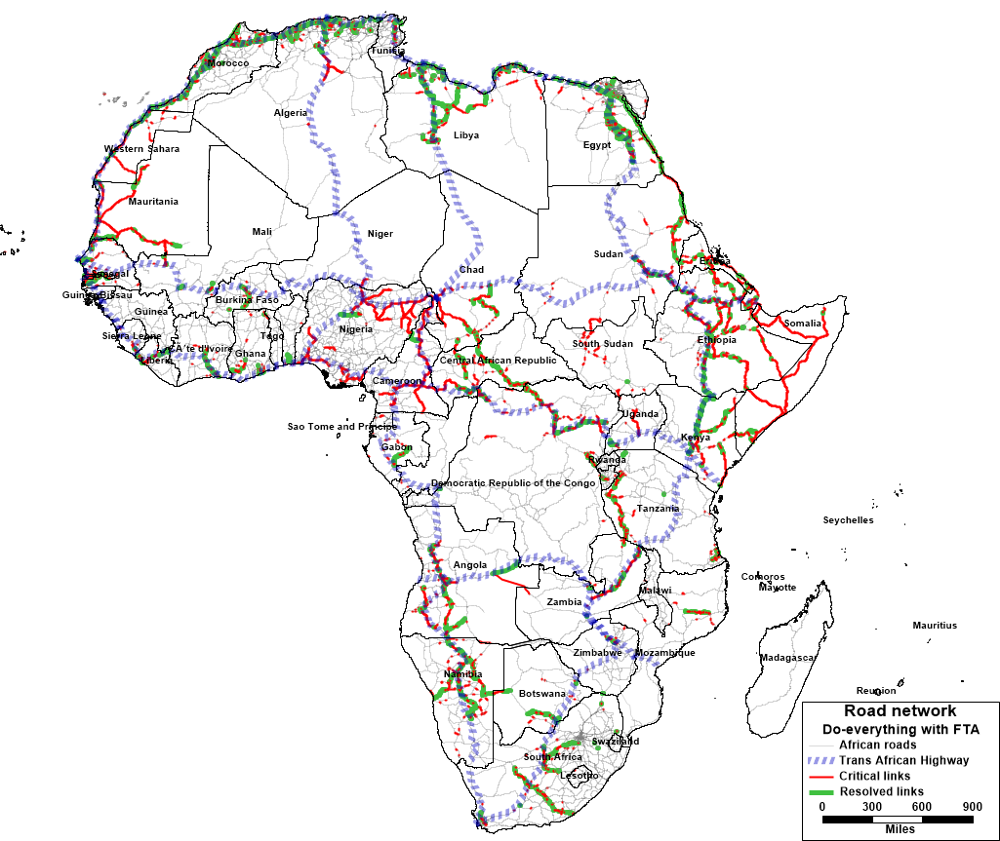 Tunisia
Morocco
Algeria
Libya
Egypt
Western Sahara
Mauritania
Mali
Niger
Chad
Sudan
Eritrea
Senegal
Guinea Bissau
Burkina Faso
Guinea
Sierra Leone
Liberia
CÃ´te d'Ivoire
Ghana
Togo
Nigeria
Somalia
Ethiopia
South Sudan
Central African Republic
Cameroon
Uganda
Sao Tome and Principe
Kenya
Gabon
Rwanda
Democratic Republic of the Congo
Tanzania
Seychelles
Angola
Comoros
Mayotte
Malawi
Zambia
Mauritius
Zimbabwe
Mozambique
Madagascar
Namibia
Botswana
Reunion
Swaziland
South Africa
Lesotho
Road network
Do-everything with FTA
African roads
Trans African Highway
Critical links
Resolved links
0 300 600 900
Miles